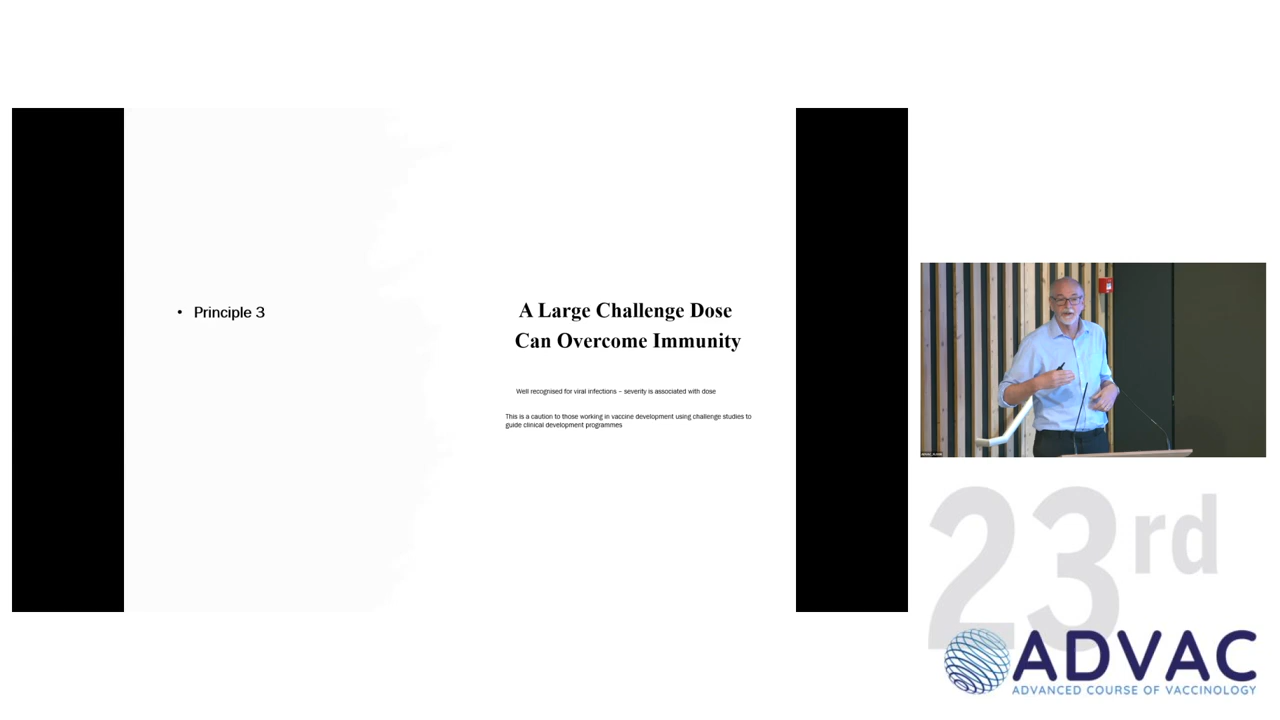 • Principle 3
A Large Challenge Dose
Can Overcome Immunity
Well recognised for viral infections – severity is associated with dose
This is a caution to those working in vaccine development using challenge studies to
guide clinical development programmes
23rd
ADVAC
ADVANCED COURSE OF VACCINOLOGY